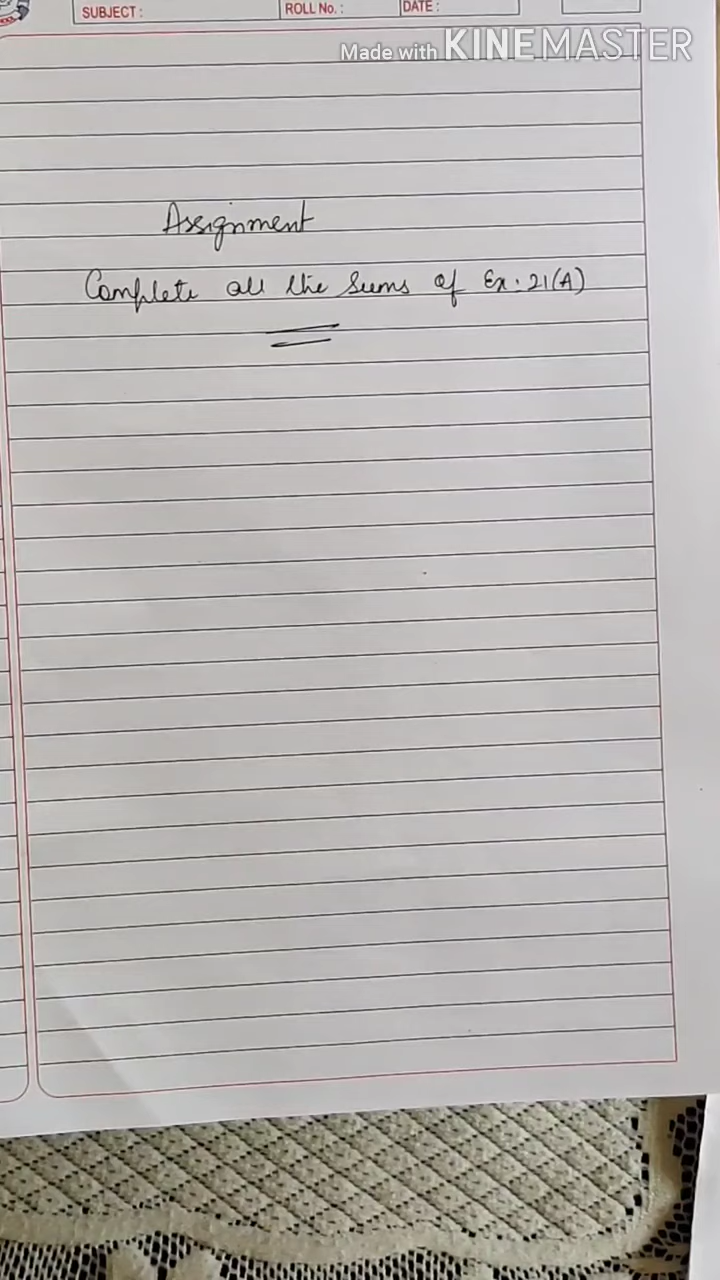 SUBJECT :
ROLL No. :
DATE :
Made with KINEMASTER
Assignment
Complete all the Sums of Ex. 21(A)